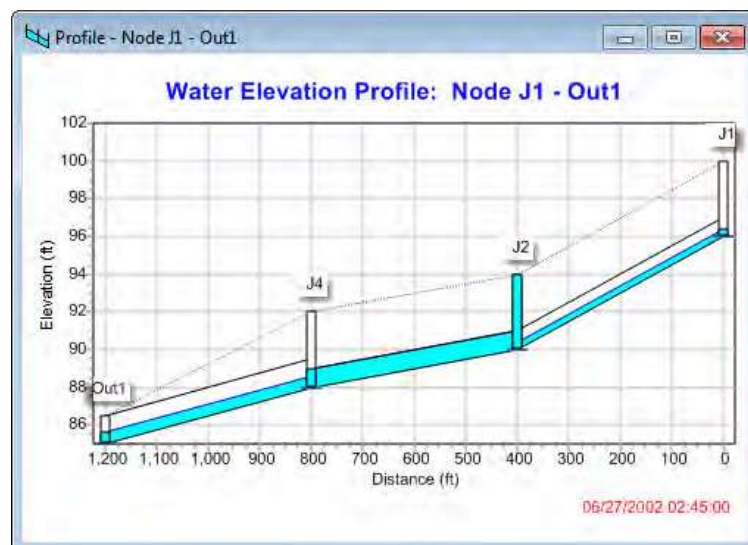 Profile - Node J1 - Out1
Water Elevation Profile: Node J1 - Out1
102
100
98
96
94
92
90
88
86
Elevation (ft)
J1
J2
J4
Out1
1,200 1,100 1,000 900 800 700 600 500 400 300 200 100 0
Distance (ft)
06/27/2002 02:45:00